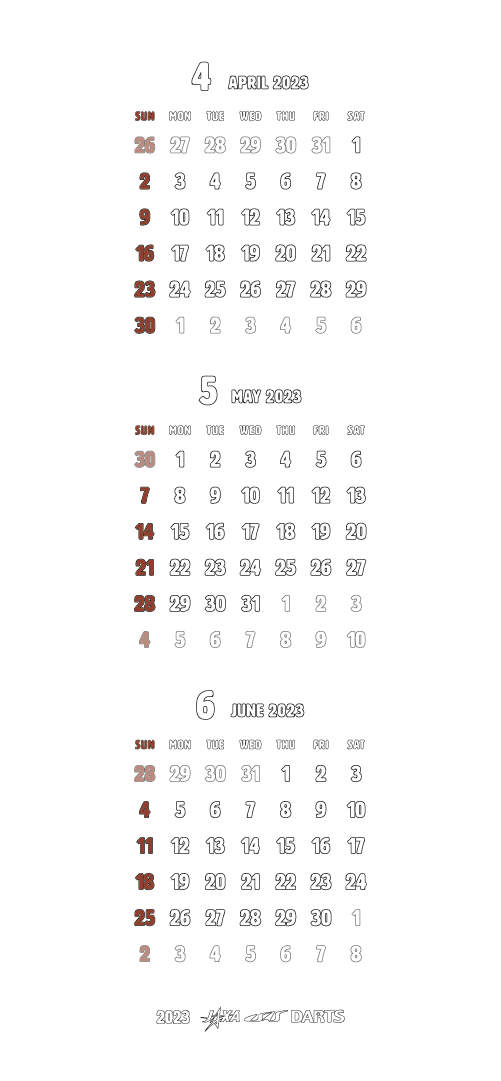 4 APRIL 2023
SUN MON TUE WED THU FRI SAT
26 27 28 29 30 31 1
2 3 4 5 6 7 8
9 10 11 12 13 14 15
16 17 18 19 20 21 22
23 24 25 26 27 28 29
30 1 2 3 4 5 6
5 MAY 2023
SUN MON TUE WED THU FRI SAT
30 1 2 3 4 5 6
7 8 9 10 11 12 13
14 15 16 17 18 19 20
21 22 23 24 25 26 27
28 29 30 31 1 2 3
4 5 6 7 8 9 10
6 JUNE 2023
SUN MON TUE WED THU FRI SAT
28 29 30 31 1 2 3
4 5 6 7 8 9 10
11 12 13 14 15 16 17
18 19 20 21 22 23 24
25 26 27 28 29 30 1
2 3 4 5 6 7 8
2023 JAXA DARTS